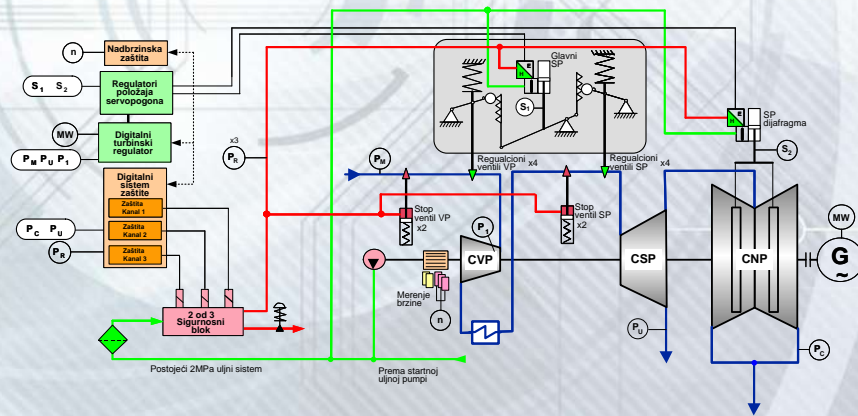 n
Nadbrzinska
zaštita
S1 S2
Regulatori
položaja
servopogona
MW
Digitalni
turbinski
regulator
PM PU P1
Digitalni
sistem
zaštite
Zaštita
Kanal 1
Zaštita
Kanal 2
Zaštita
Kanal 3
PC PU
PR
2 od 3
Sigurnosni
blok
Postojeći 2MPa uljni sistem
x3
PR
PM
E
H
Glavni
SP
S1
Regualcioni
ventili VP
x4
Regualcioni
ventili SP
x4
Stop
ventil VP
x2
Stop
ventil SP
x2
P1
CVP
Merenje
brzine
n
Prema startnoj
uljnoj pumpi
CSP
PU
E
H
SP
dijafragma
S2
CNP
MW
G
~
PC